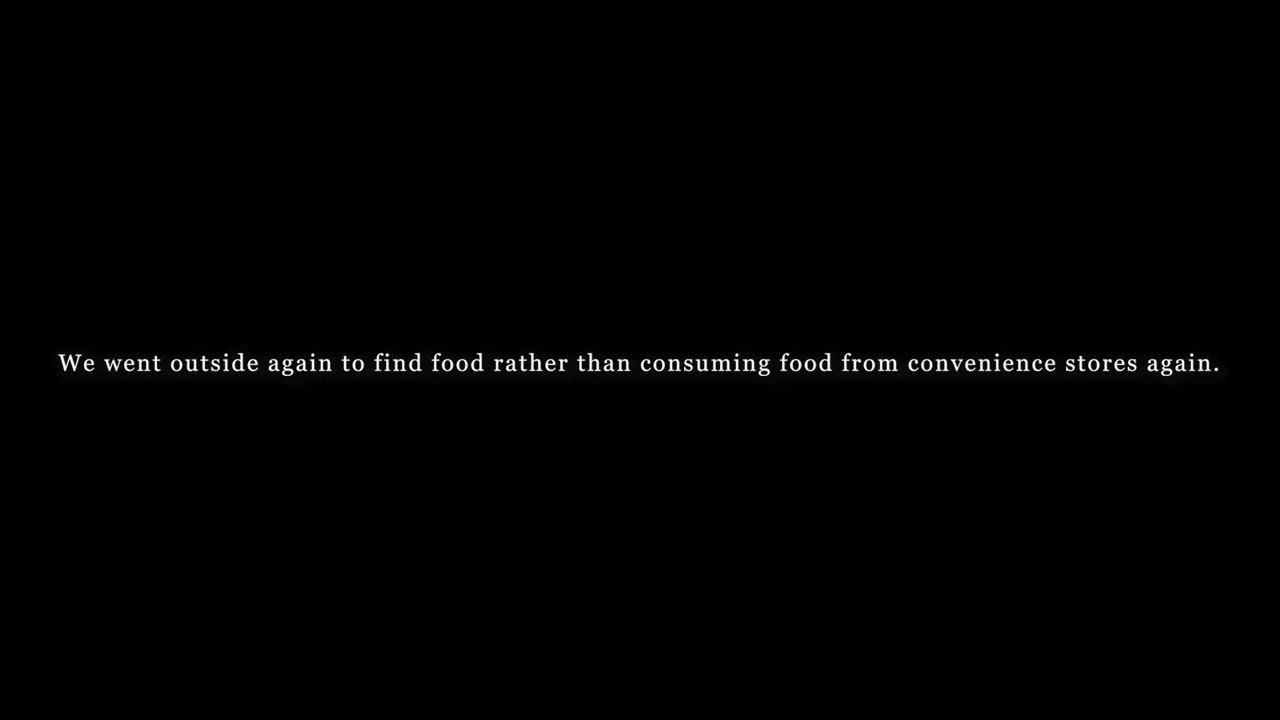 We went outside again to find food rather than consuming food from convenience stores again.